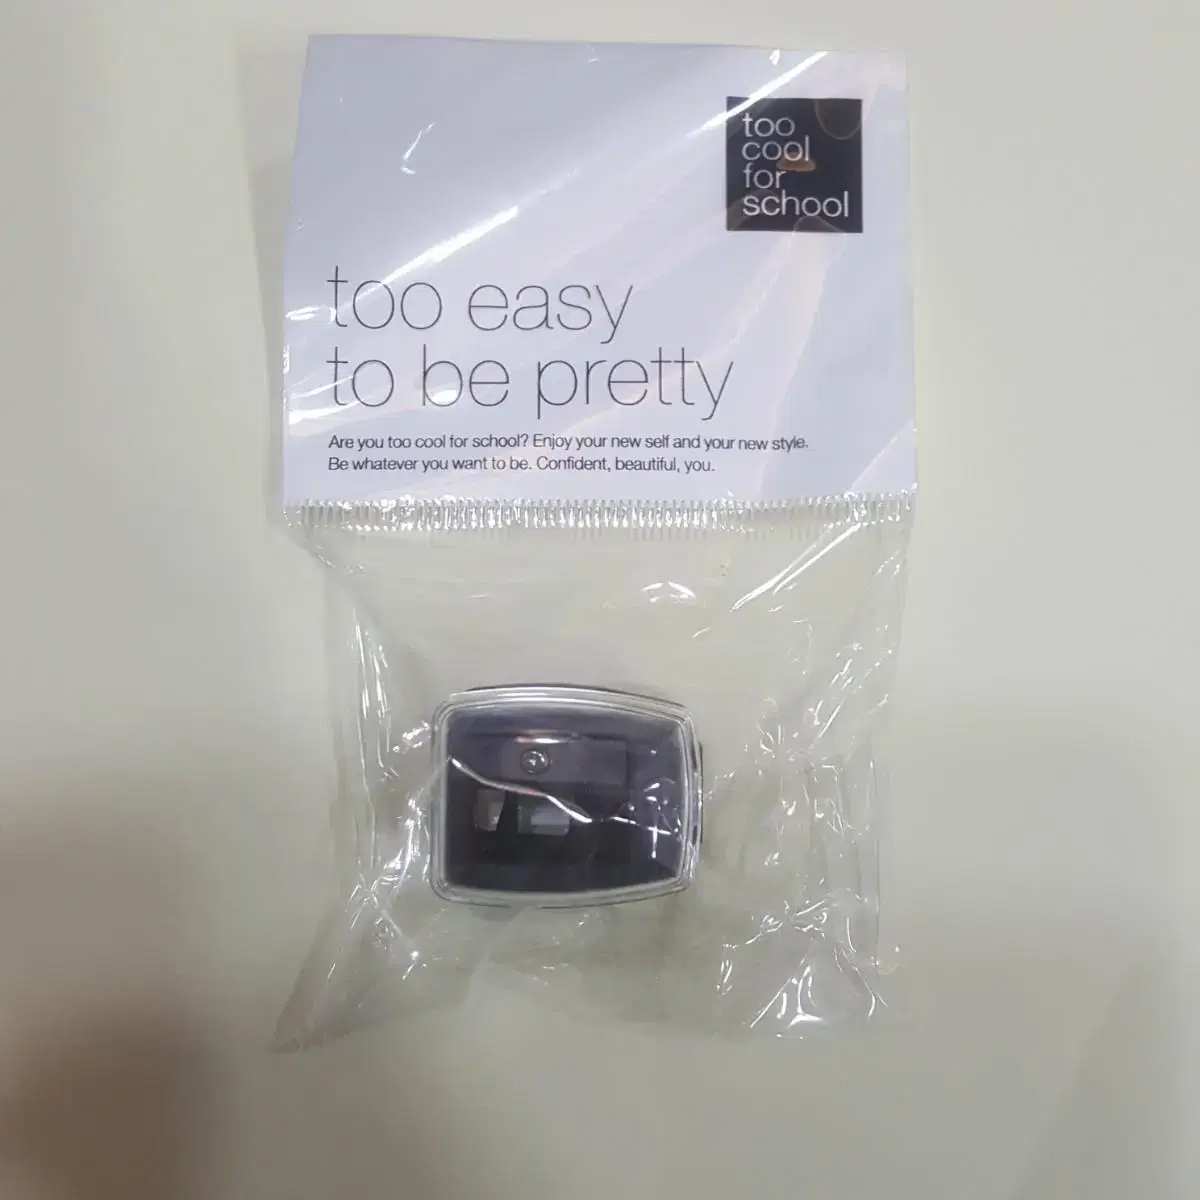 too
cool
for
school
too easy
to be pretty
Are you too cool for school? Enjoy your new self and your new style.
Be whatever you want to be. Confident, beautiful, you.